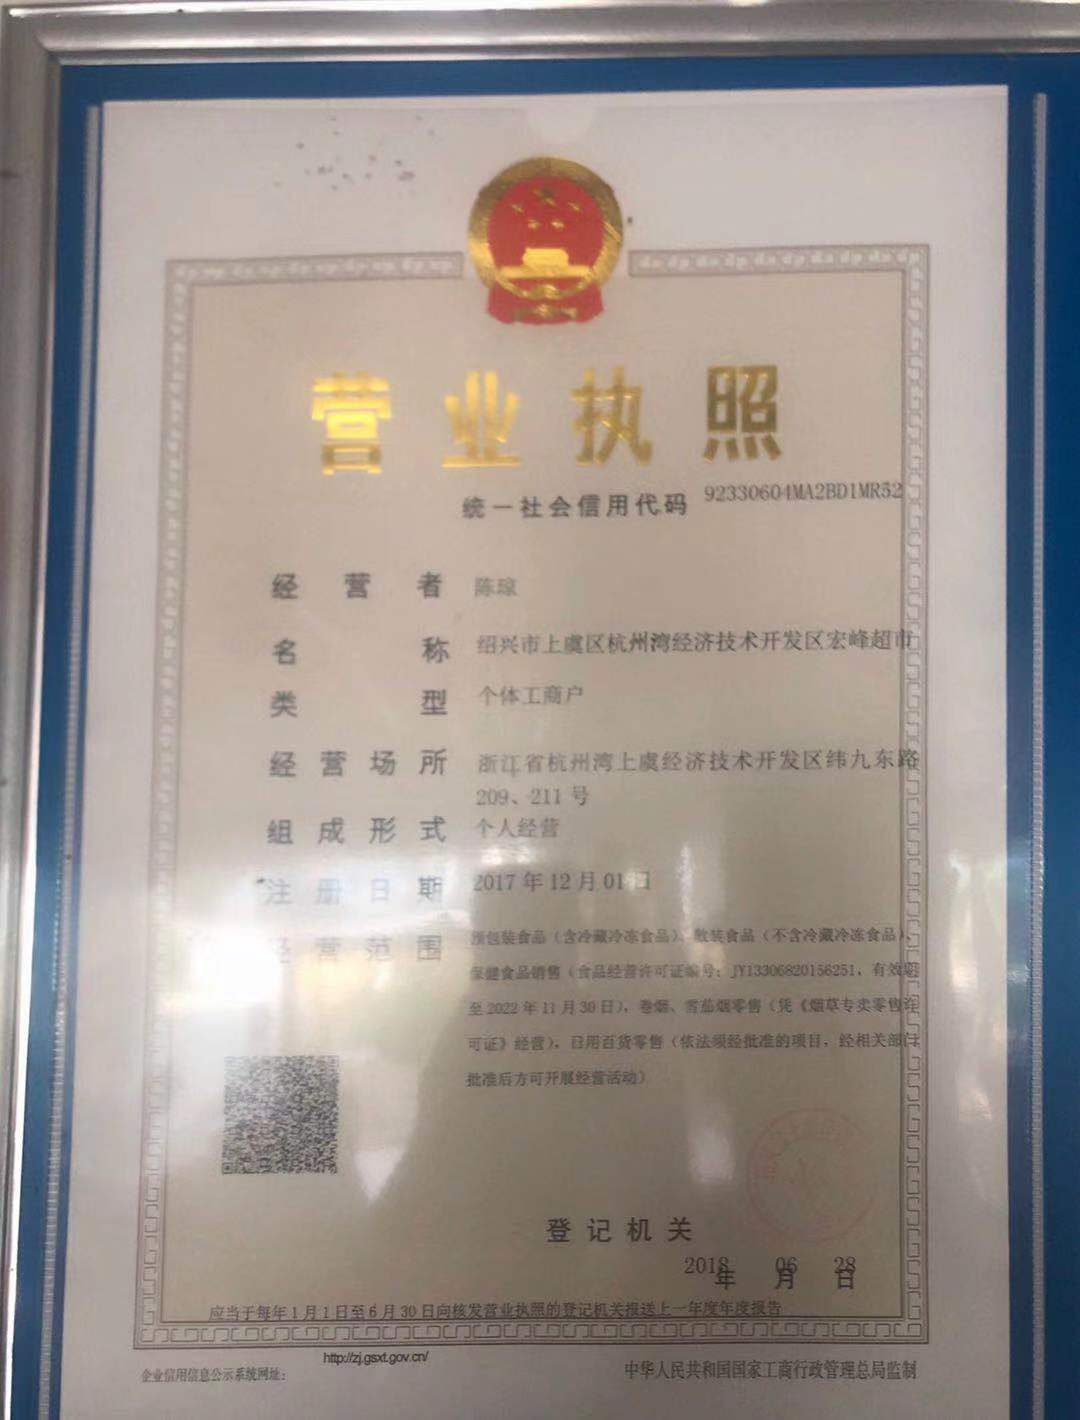 营业执照
统一社会信用代码 92330604MA2BD1MR52
经营者 陈琼
名称 绍兴市上虞区杭州湾经济技术开发区宏峰超市
类型 个体工商户
经营场所 浙江省杭州湾上虞经济技术开发区纬九东路
209、211号
组成形式 个人经营
注册日期 2017年12月01日
经营范围 预包装食品（含冷藏冷冻食品）、散装食品（不含冷藏冷冻食品）、
保健食品销售（食品经营许可证编号：JY13306820156251，有效期
至2022年11月30日），卷烟、雪茄烟零售（凭《烟草专卖零售许
可证》经营），日用百货零售（依法须经批准的项目，经相关部门
批准后方可开展经营活动）
登记机关
2018年06月28日
应当于每年1月1日至6月30日向核发营业执照的登记机关报送上一年度年度报告
企业信用信息公示系统网址： http://zj.gsxt.gov.cn/
中华人民共和国国家工商行政管理总局监制